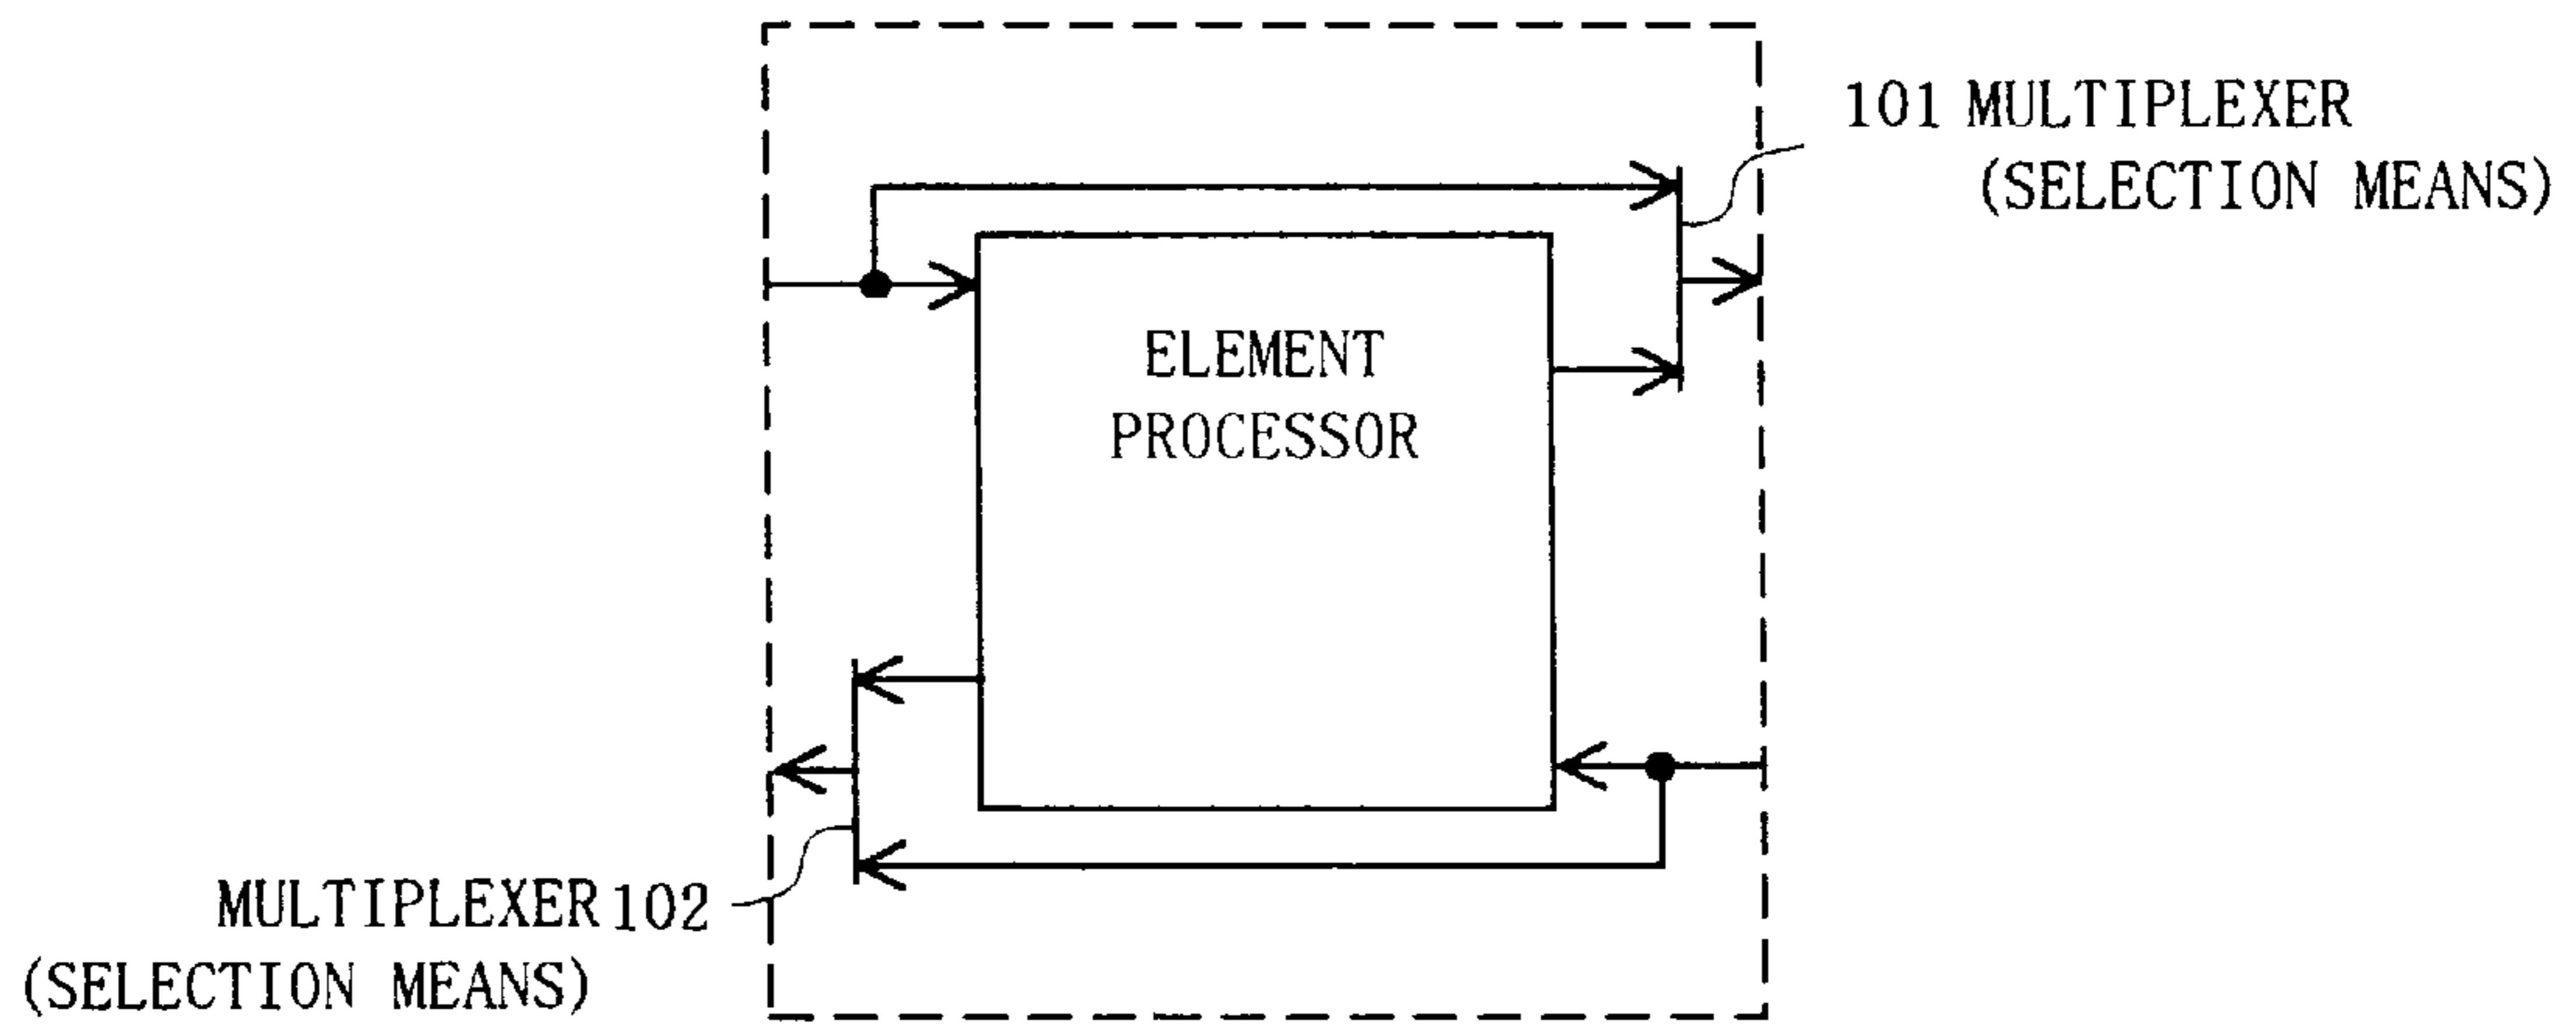 101 MULTIPLEXER
(SELECTION MEANS)
ELEMENT
PROCESSOR
MULTIPLEXER 102
(SELECTION MEANS)